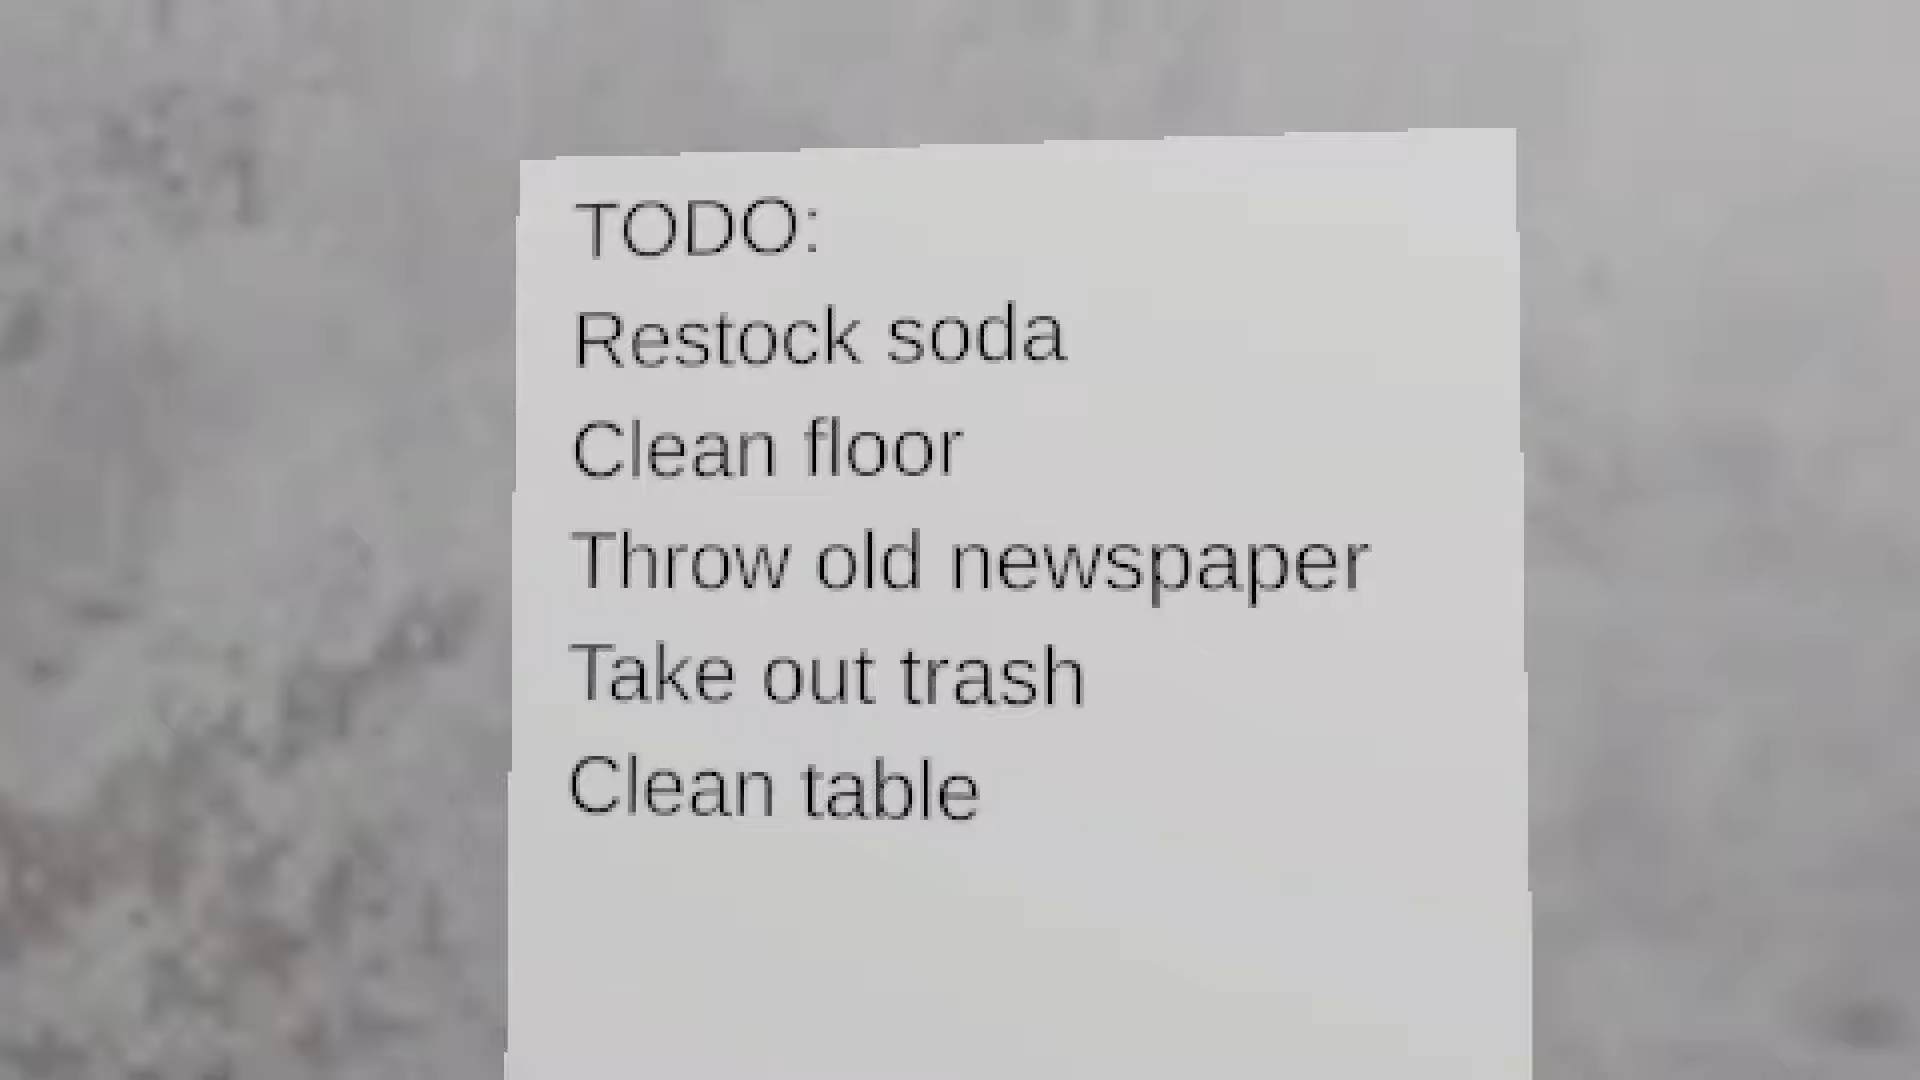 TODO:
Restock soda
Clean floor
Throw old newspaper
Take out trash
Clean table